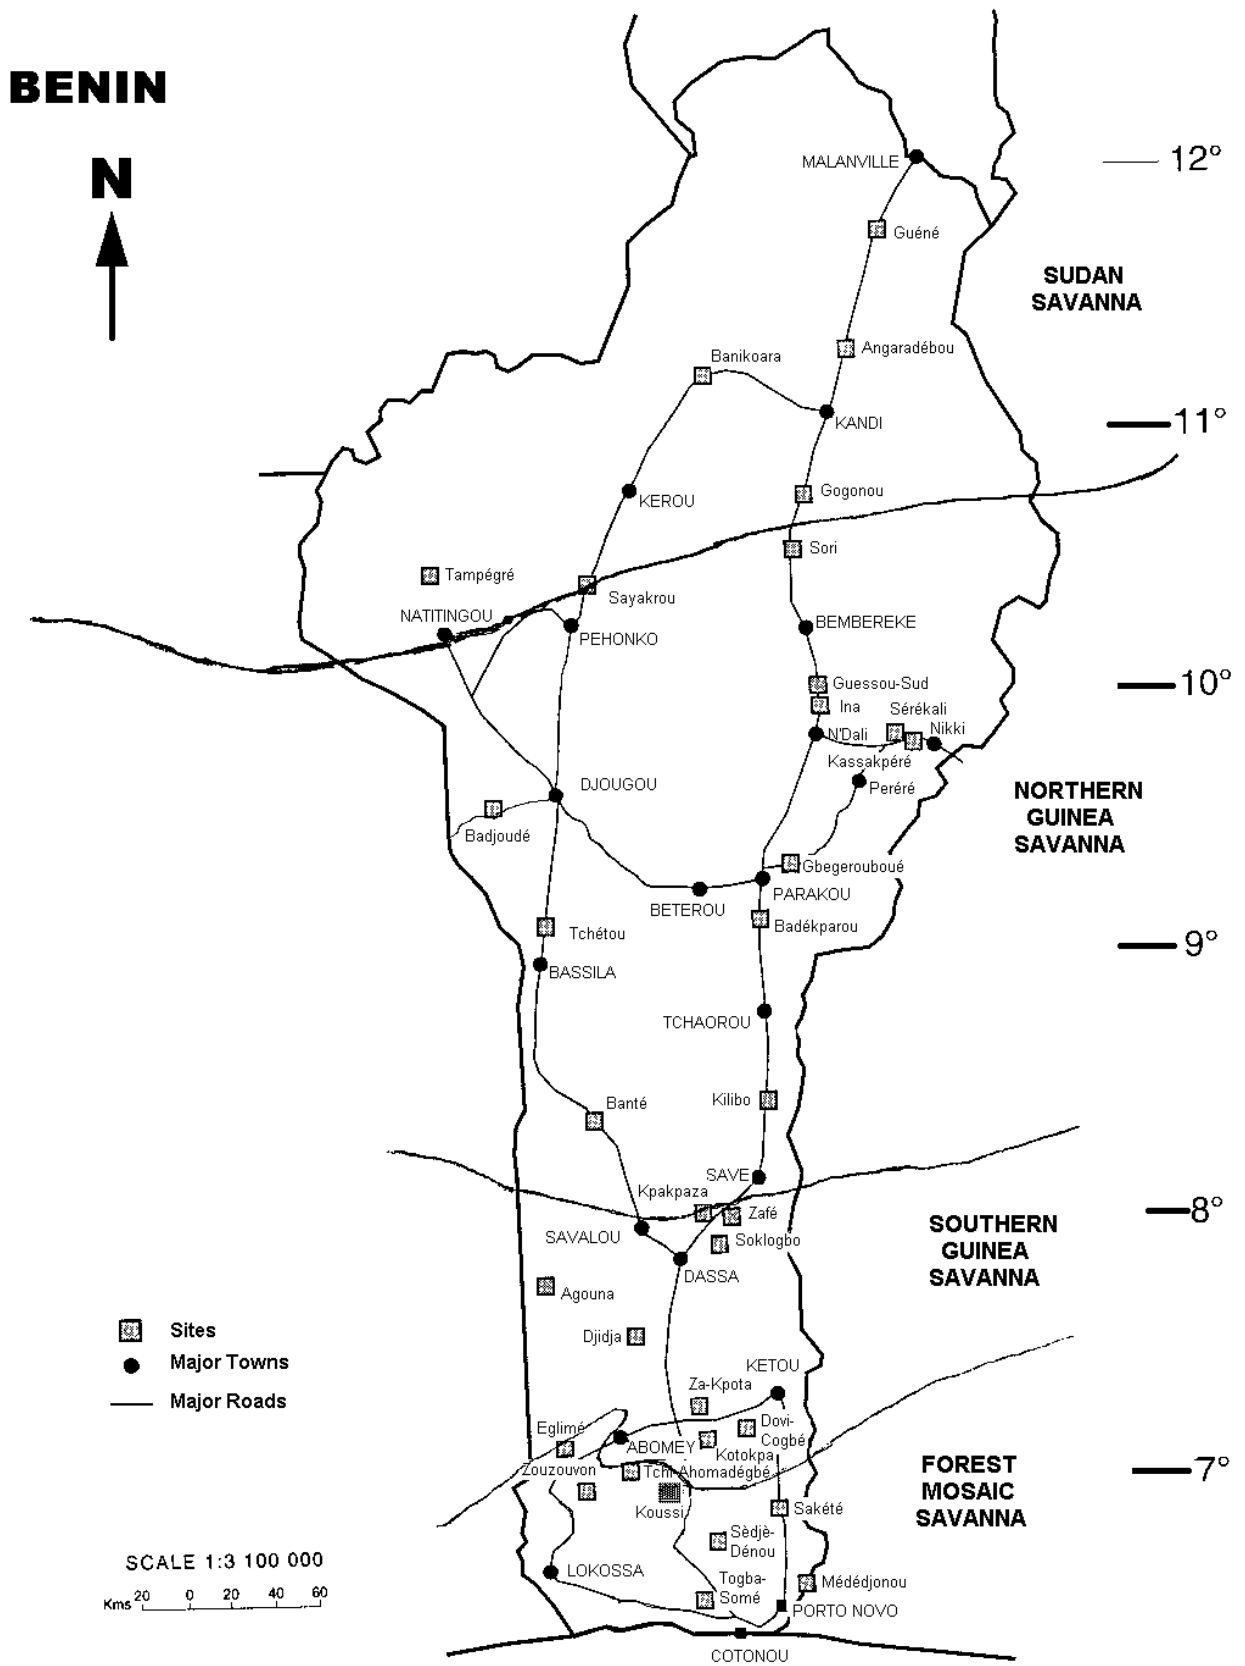 BENIN
N
MALANVILLE
12°
Guéné
SUDAN
SAVANNA
Angaradébou
Banikoara
KANDI
11°
Gogonou
KEROU
Sori
Tampégré
Sayakrou
NATITINGOU
PEHONKO
BEMBEREKE
10°
Guessou-Sud
Ina
Sérékali
N'Dali
Nikki
Kassakpéré
Peréré
DJOUGOU
NORTHERN
GUINEA
SAVANNA
Badjoudé
Gbegerouboué
PARAKOU
BETEROU
Badékparou
Tchétou
9°
BASSILA
TCHAOROU
Kilibo
Banté
SAVE
Kpakpaza
8°
Zafé
SAVALOU
Soklogbo
SOUTHERN
GUINEA
SAVANNA
DASSA
Agouna
Djidja
Sites
Major Towns
Major Roads
KETOU
Za-Kpota
Dovi-
Cogbé
Eglimé
ABOMEY
Kotokpa
Zouzouvon
Tchi-Ahomadégbé
7°
FOREST
MOSAIC
SAVANNA
Koussi
Sakété
Sèdjè-
Dénou
SCALE 1:3 100 000
Kms 20 0 20 40 60
LOKOSSA
Togba-
Somé
Médédjonou
PORTO NOVO
COTONOU